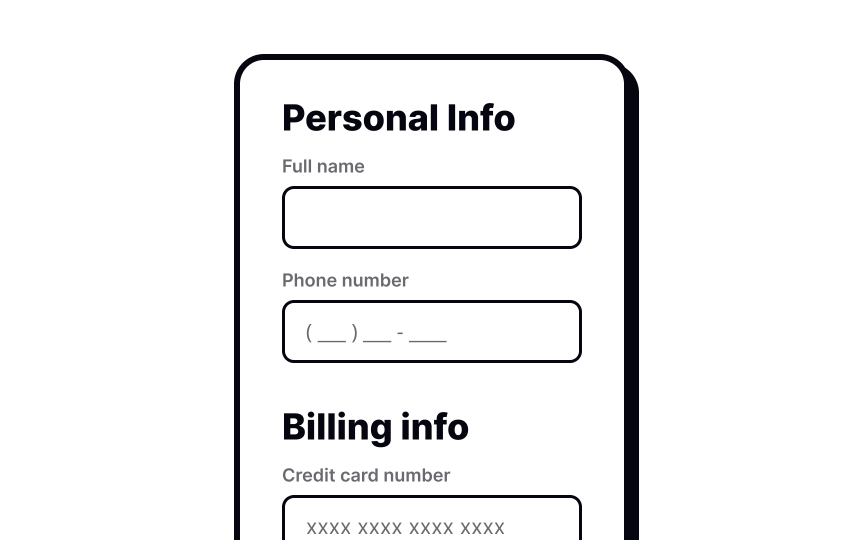 Personal Info
Full name
Phone number
( ___ ) ___ - ____
Billing info
Credit card number
XXXX XXXX XXXX XXXX